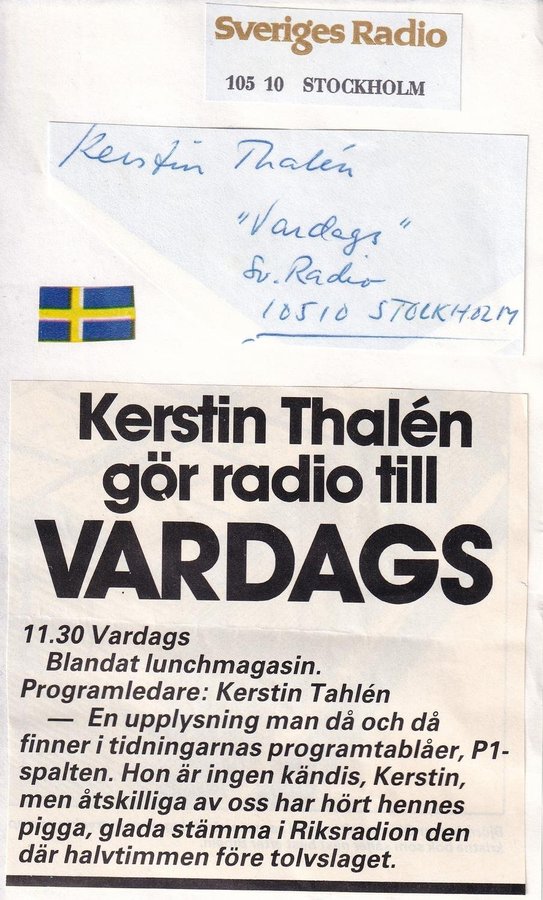 Sveriges Radio
105 10 STOCKHOLM
Kerstin Thalén
"Vardags"
Sv. Radio
10510 STOCKHOLM
Kerstin Thalén
gör radio till
VARDAGS
11.30 Vardags
Blandat lunchmagasin.
Programledare: Kerstin Tahlén
— En upplysning man då och då
finner i tidningarnas programtablåer, P1-
spalten. Hon är ingen kändis, Kerstin,
men åtskilliga av oss har hört hennes
pigga, glada stämma i Riksradion den
där halvtimmen före tolvslaget.